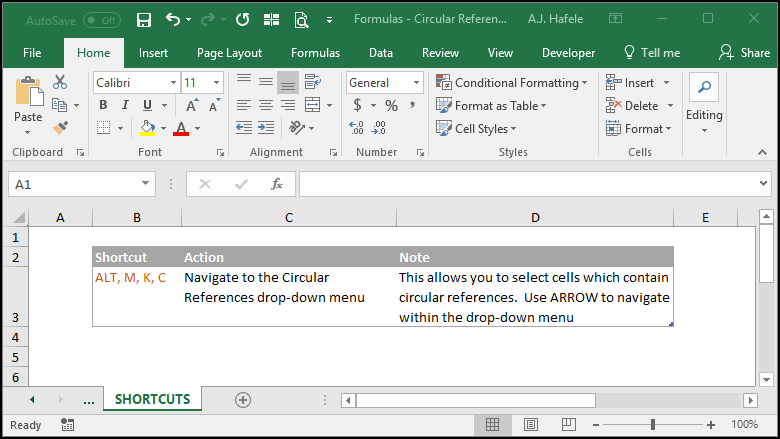 AutoSave Off Formulas - Circular Referen... A.J. Hafele
File Home Insert Page Layout Formulas Data Review View Developer Tell me Share
Paste
Calibri 11
B I U A A
A
General
$ % ,
.00 .0
Conditional Formatting
Format as Table
Cell Styles
Insert
Delete
Format
Editing
Clipboard Font Alignment Number Styles Cells
A1 fx
A B C D E
1
2 Shortcut Action Note
3 ALT, M, K, C Navigate to the Circular
References drop-down menu
This allows you to select cells which contain
circular references. Use ARROW to navigate
within the drop-down menu
4
5
6
... SHORTCUTS
Ready 100%